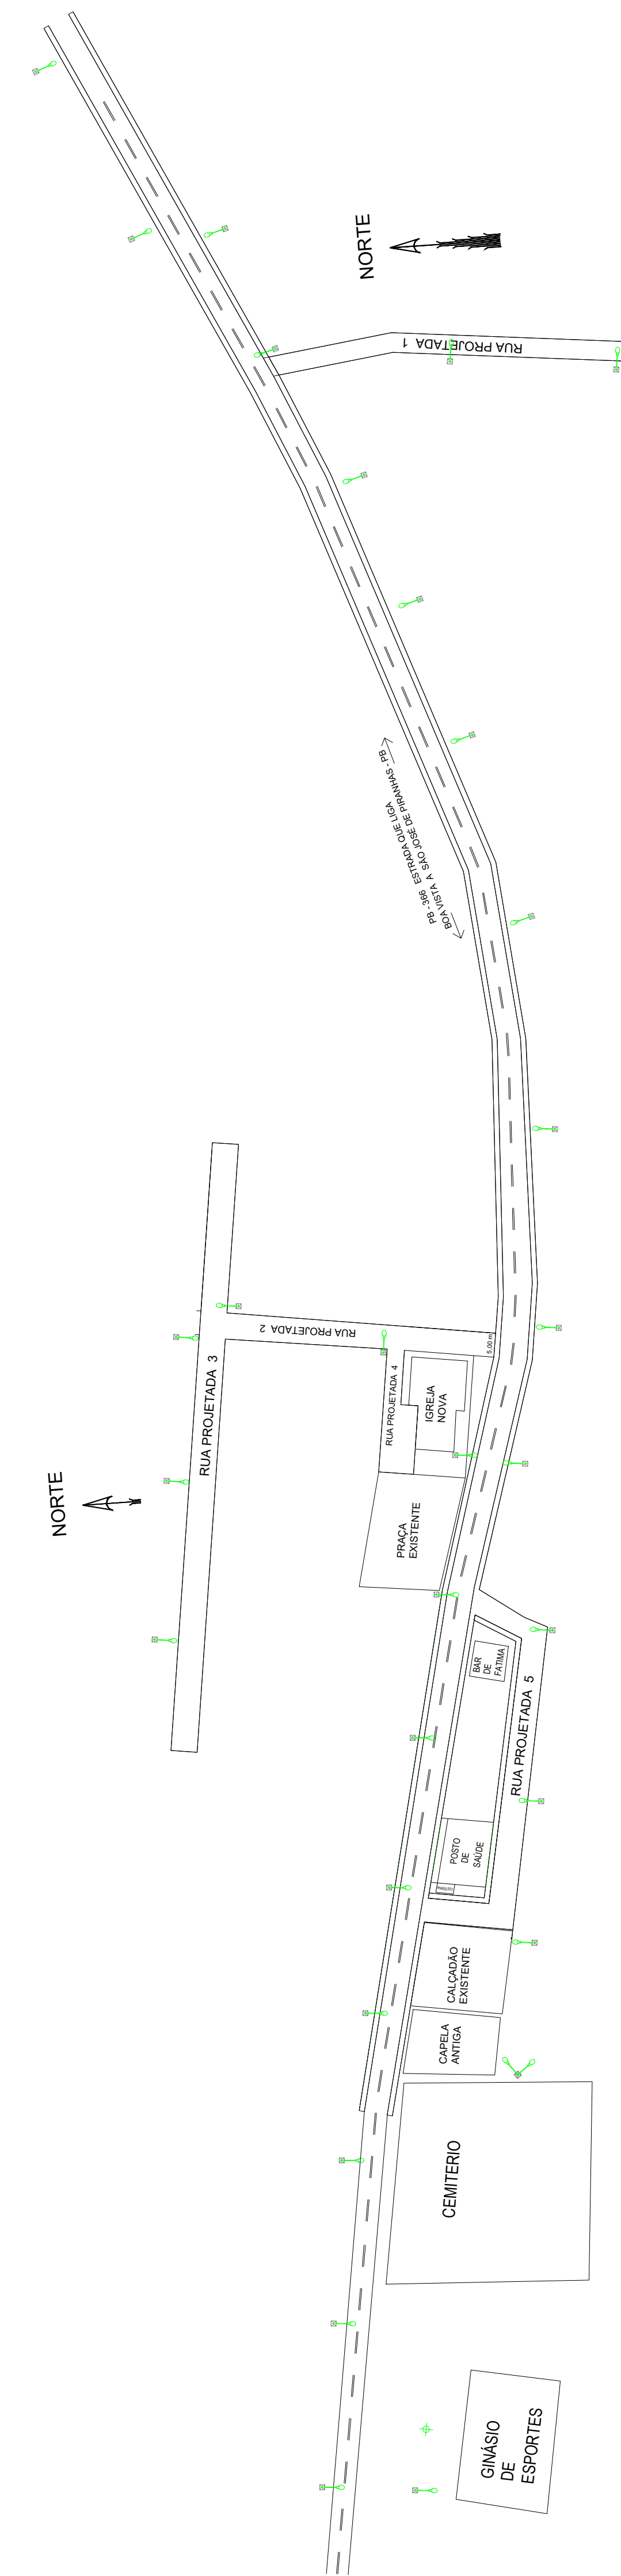 NORTE
RUA PROJETADA 1
PB - 366 ESTRADA QUE LIGA
BOA VISTA A SÃO JOSÉ DE PIRANHAS - PB
RUA PROJETADA 2
5,00 m
RUA PROJETADA 3
RUA PROJETADA 4
IGREJA
NOVA
NORTE
PRAÇA
EXISTENTE
BAR
DE
FATIMA
RUA PROJETADA 5
POSTO
DE
SAÚDE
CALÇADÃO
EXISTENTE
CAPELA
ANTIGA
CEMITERIO
GINÁSIO
DE
ESPORTES